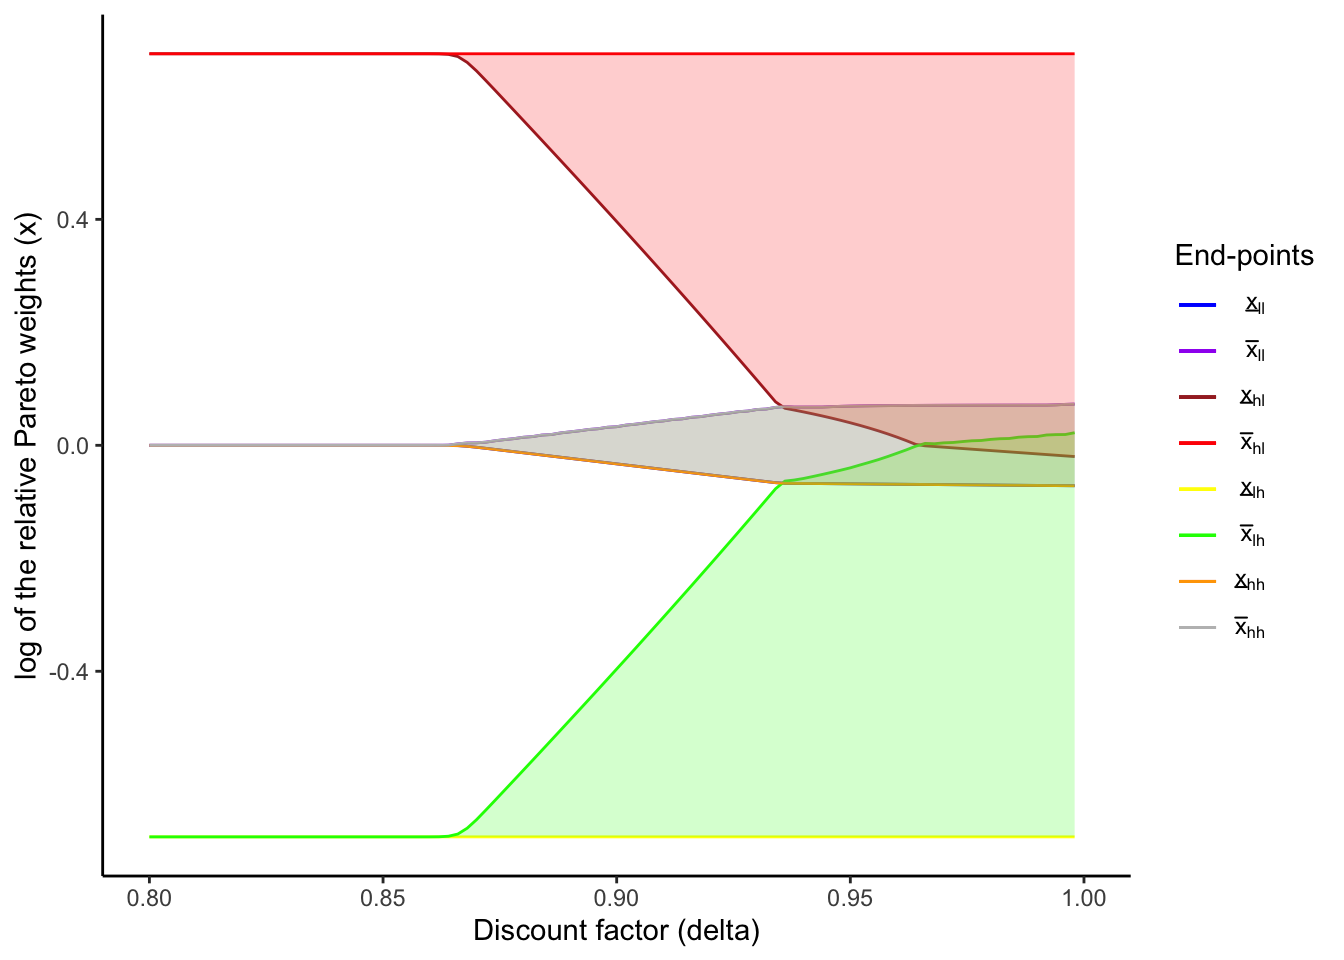 log of the relative Pareto weights (x)
0.4
0.0
-0.4
0.80 0.85 0.90 0.95 1.00
Discount factor (delta)
End-points
x̲ll
x̅ll
x̲hl
x̅hl
x̲lh
x̅lh
x̲hh
x̅hh